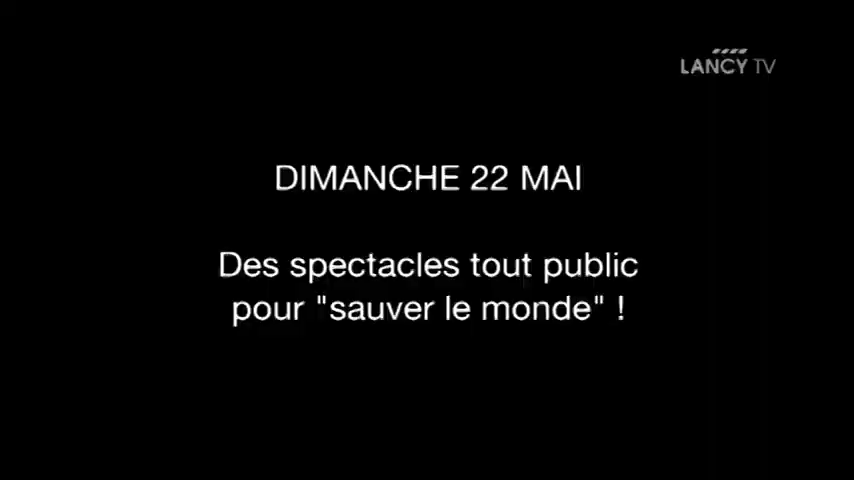 LANCY TV
DIMANCHE 22 MAI
Des spectacles tout public
pour "sauver le monde" !